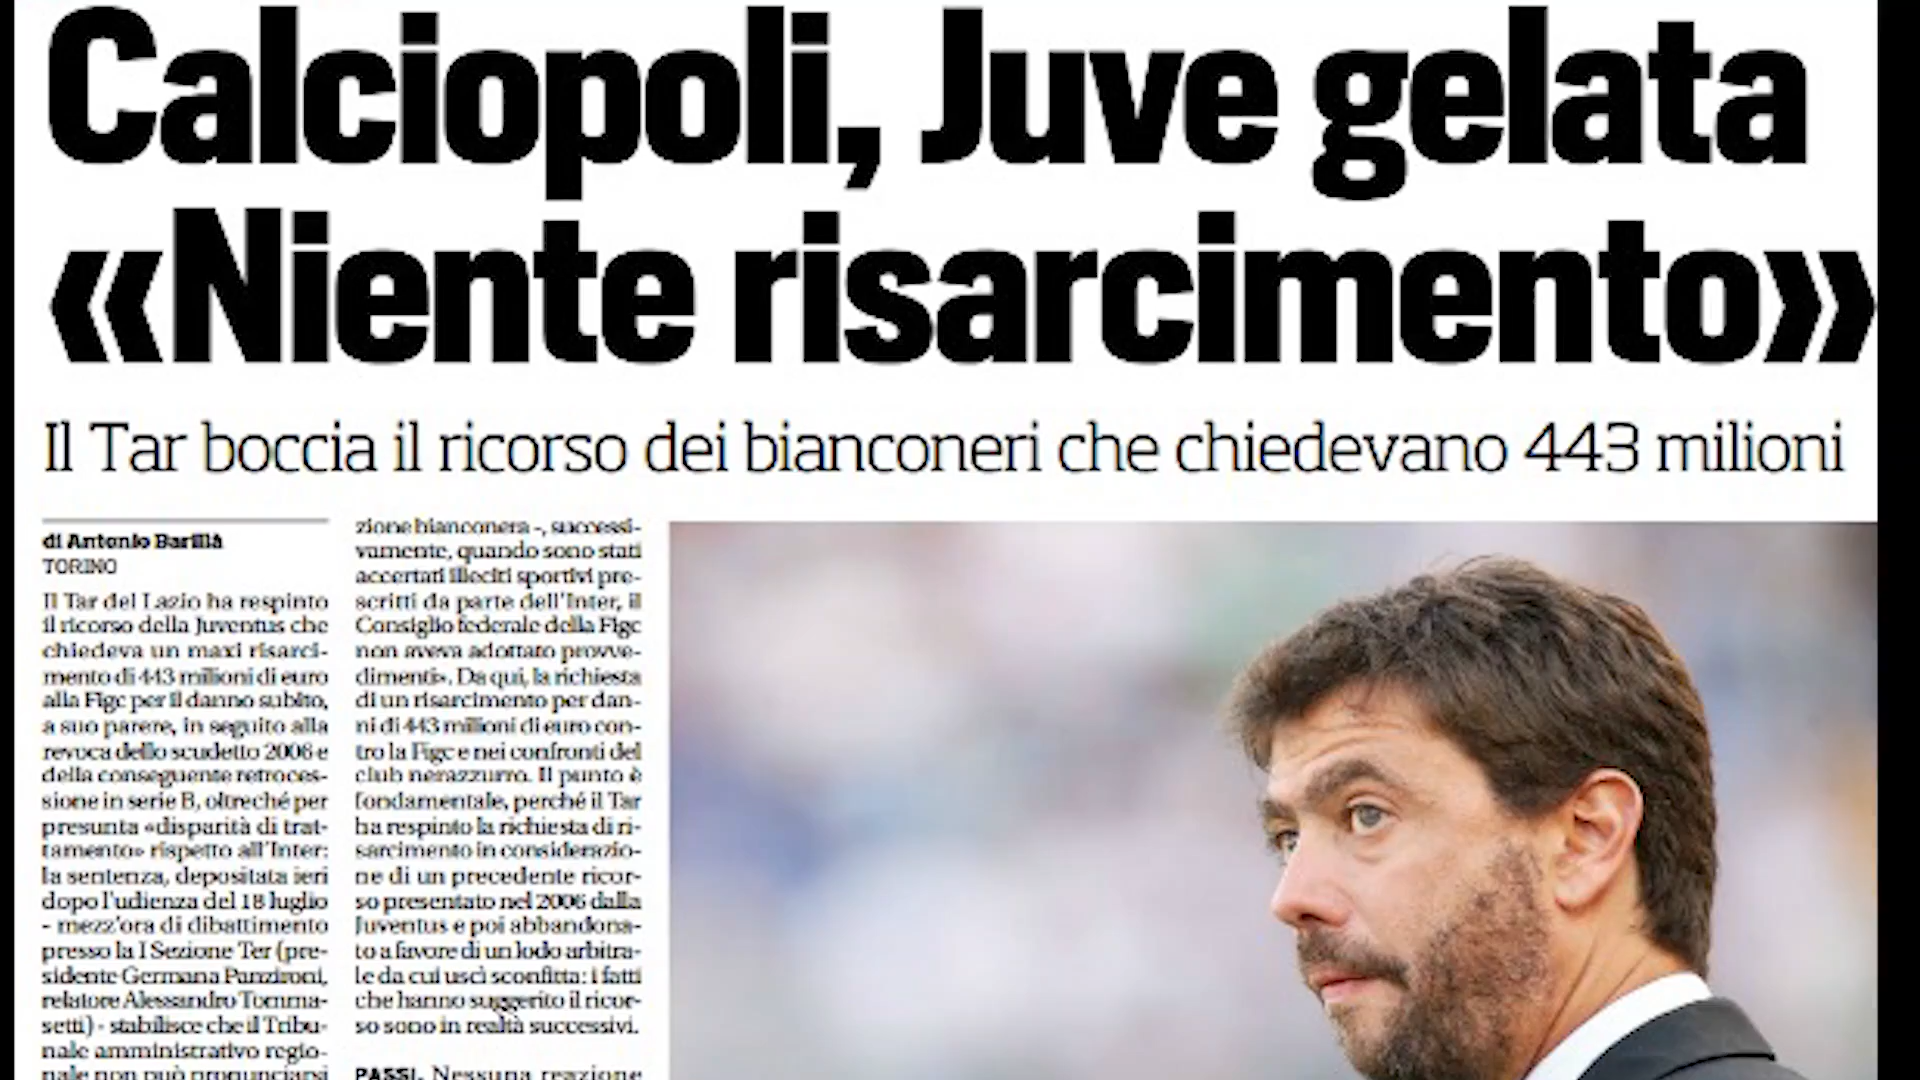 Calciopoli, Juve gelata
«Niente risarcimento»
Il Tar boccia il ricorso dei bianconeri che chiedevano 443 milioni
di Antonio Barillà
TORINO
Il Tar del Lazio ha respinto
il ricorso della Juventus che
chiedeva un maxi risarci-
mento di 443 milioni di euro
alla Figc per il danno subito,
a suo parere, in seguito alla
revoca dello scudetto 2006 e
della conseguente retroces-
sione in serie B, oltreché per
presunta «disparità di trat-
tamento» rispetto all'Inter:
la sentenza, depositata ieri
dopo l'udienza del 18 luglio
- mezz'ora di dibattimento
presso la I Sezione Ter (pre-
sidente Germana Panzironi,
relatore Alessandro Tomma-
setti) - stabilisce che il Tribu-
nale amministrativo regio-
nale non può pronunciarsi
zione bianconera -, successi-
vamente, quando sono stati
accertati illeciti sportivi pre-
scritti da parte dell'Inter, il
Consiglio federale della Figc
non aveva adottato provve-
dimenti». Da qui, la richiesta
di un risarcimento per dan-
ni di 443 milioni di euro con-
tro la Figc e nei confronti del
club nerazzurro. Il punto è
fondamentale, perché il Tar
ha respinto la richiesta di ri-
sarcimento in considerazio-
ne di un precedente ricor-
so presentato nel 2006 dalla
Juventus e poi abbandona-
to a favore di un lodo arbitra-
le da cui uscì sconfitta: i fatti
che hanno suggerito il ricor-
so sono in realtà successivi.
PASSI. Nessuna reazione